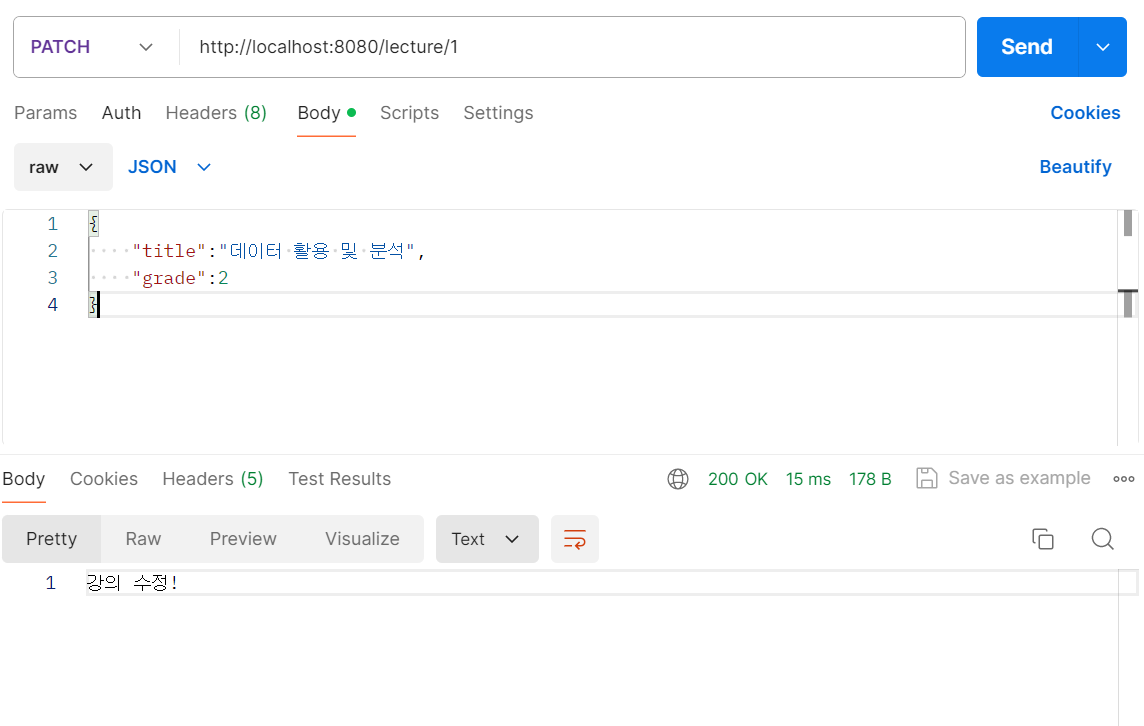 PATCH http://localhost:8080/lecture/1 Send
Params Auth Headers (8) Body Scripts Settings Cookies
raw JSON Beautify
1 {
2 "title":"데이터 활용 및 분석",
3 "grade":2
4 }
Body Cookies Headers (5) Test Results 200 OK 15 ms 178 B Save as example
Pretty Raw Preview Visualize Text
1 강의 수정!